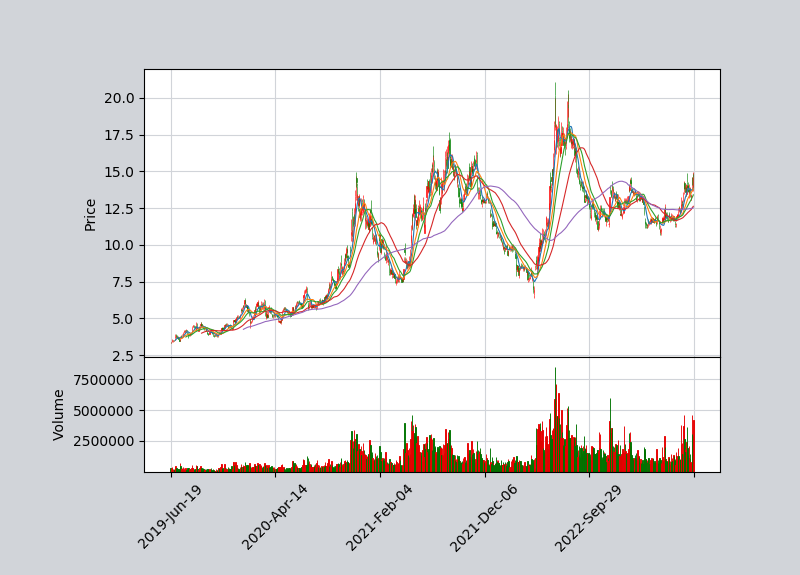 Price
20.0
17.5
15.0
12.5
10.0
7.5
5.0
2.5
Volume
7500000
5000000
2500000
2019-Jun-19
2020-Apr-14
2021-Feb-04
2021-Dec-06
2022-Sep-29